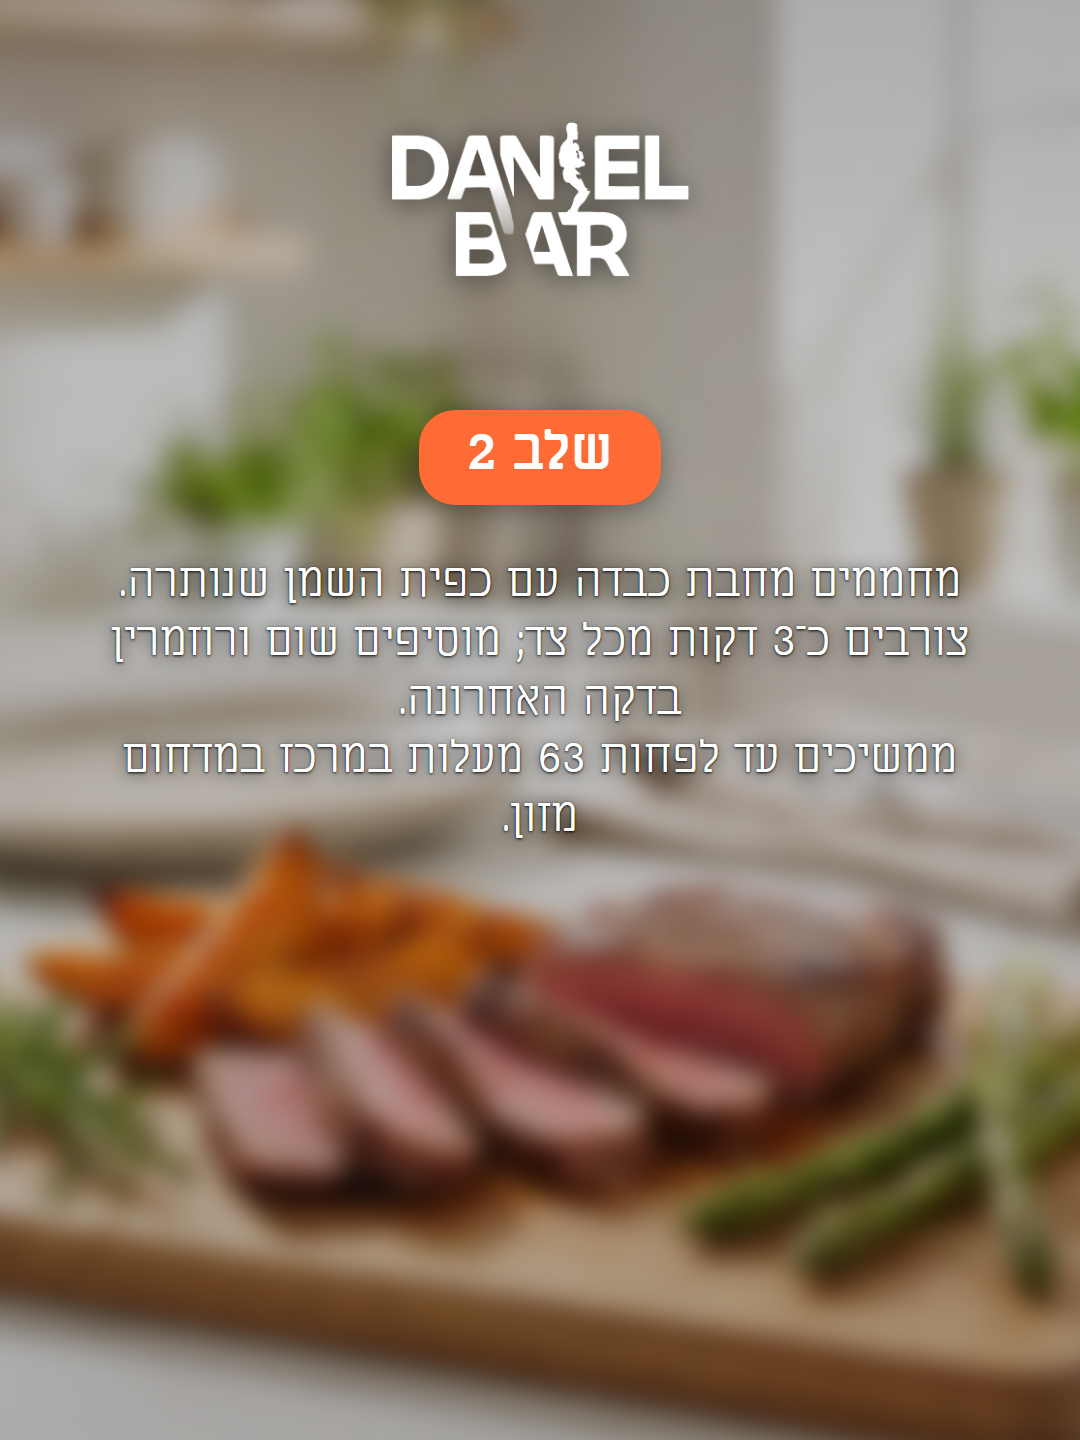 DANIEL
BAR
שלב 2
מחממים מחבת כבדה עם כפית השמן שנותרה.
צורבים כ־3 דקות מכל צד; מוסיפים שום ורוזמרין
בדקה האחרונה.
ממשיכים עד לפחות 63 מעלות במרכז במדחום
מזון.